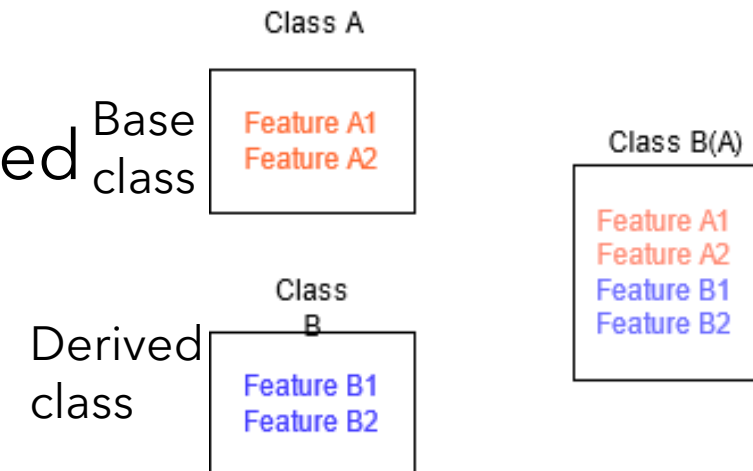 Class A
ed
Base
class
Feature A1
Feature A2
Class B(A)
Feature A1
Feature A2
Feature B1
Feature B2
Class
B
Derived
class
Feature B1
Feature B2